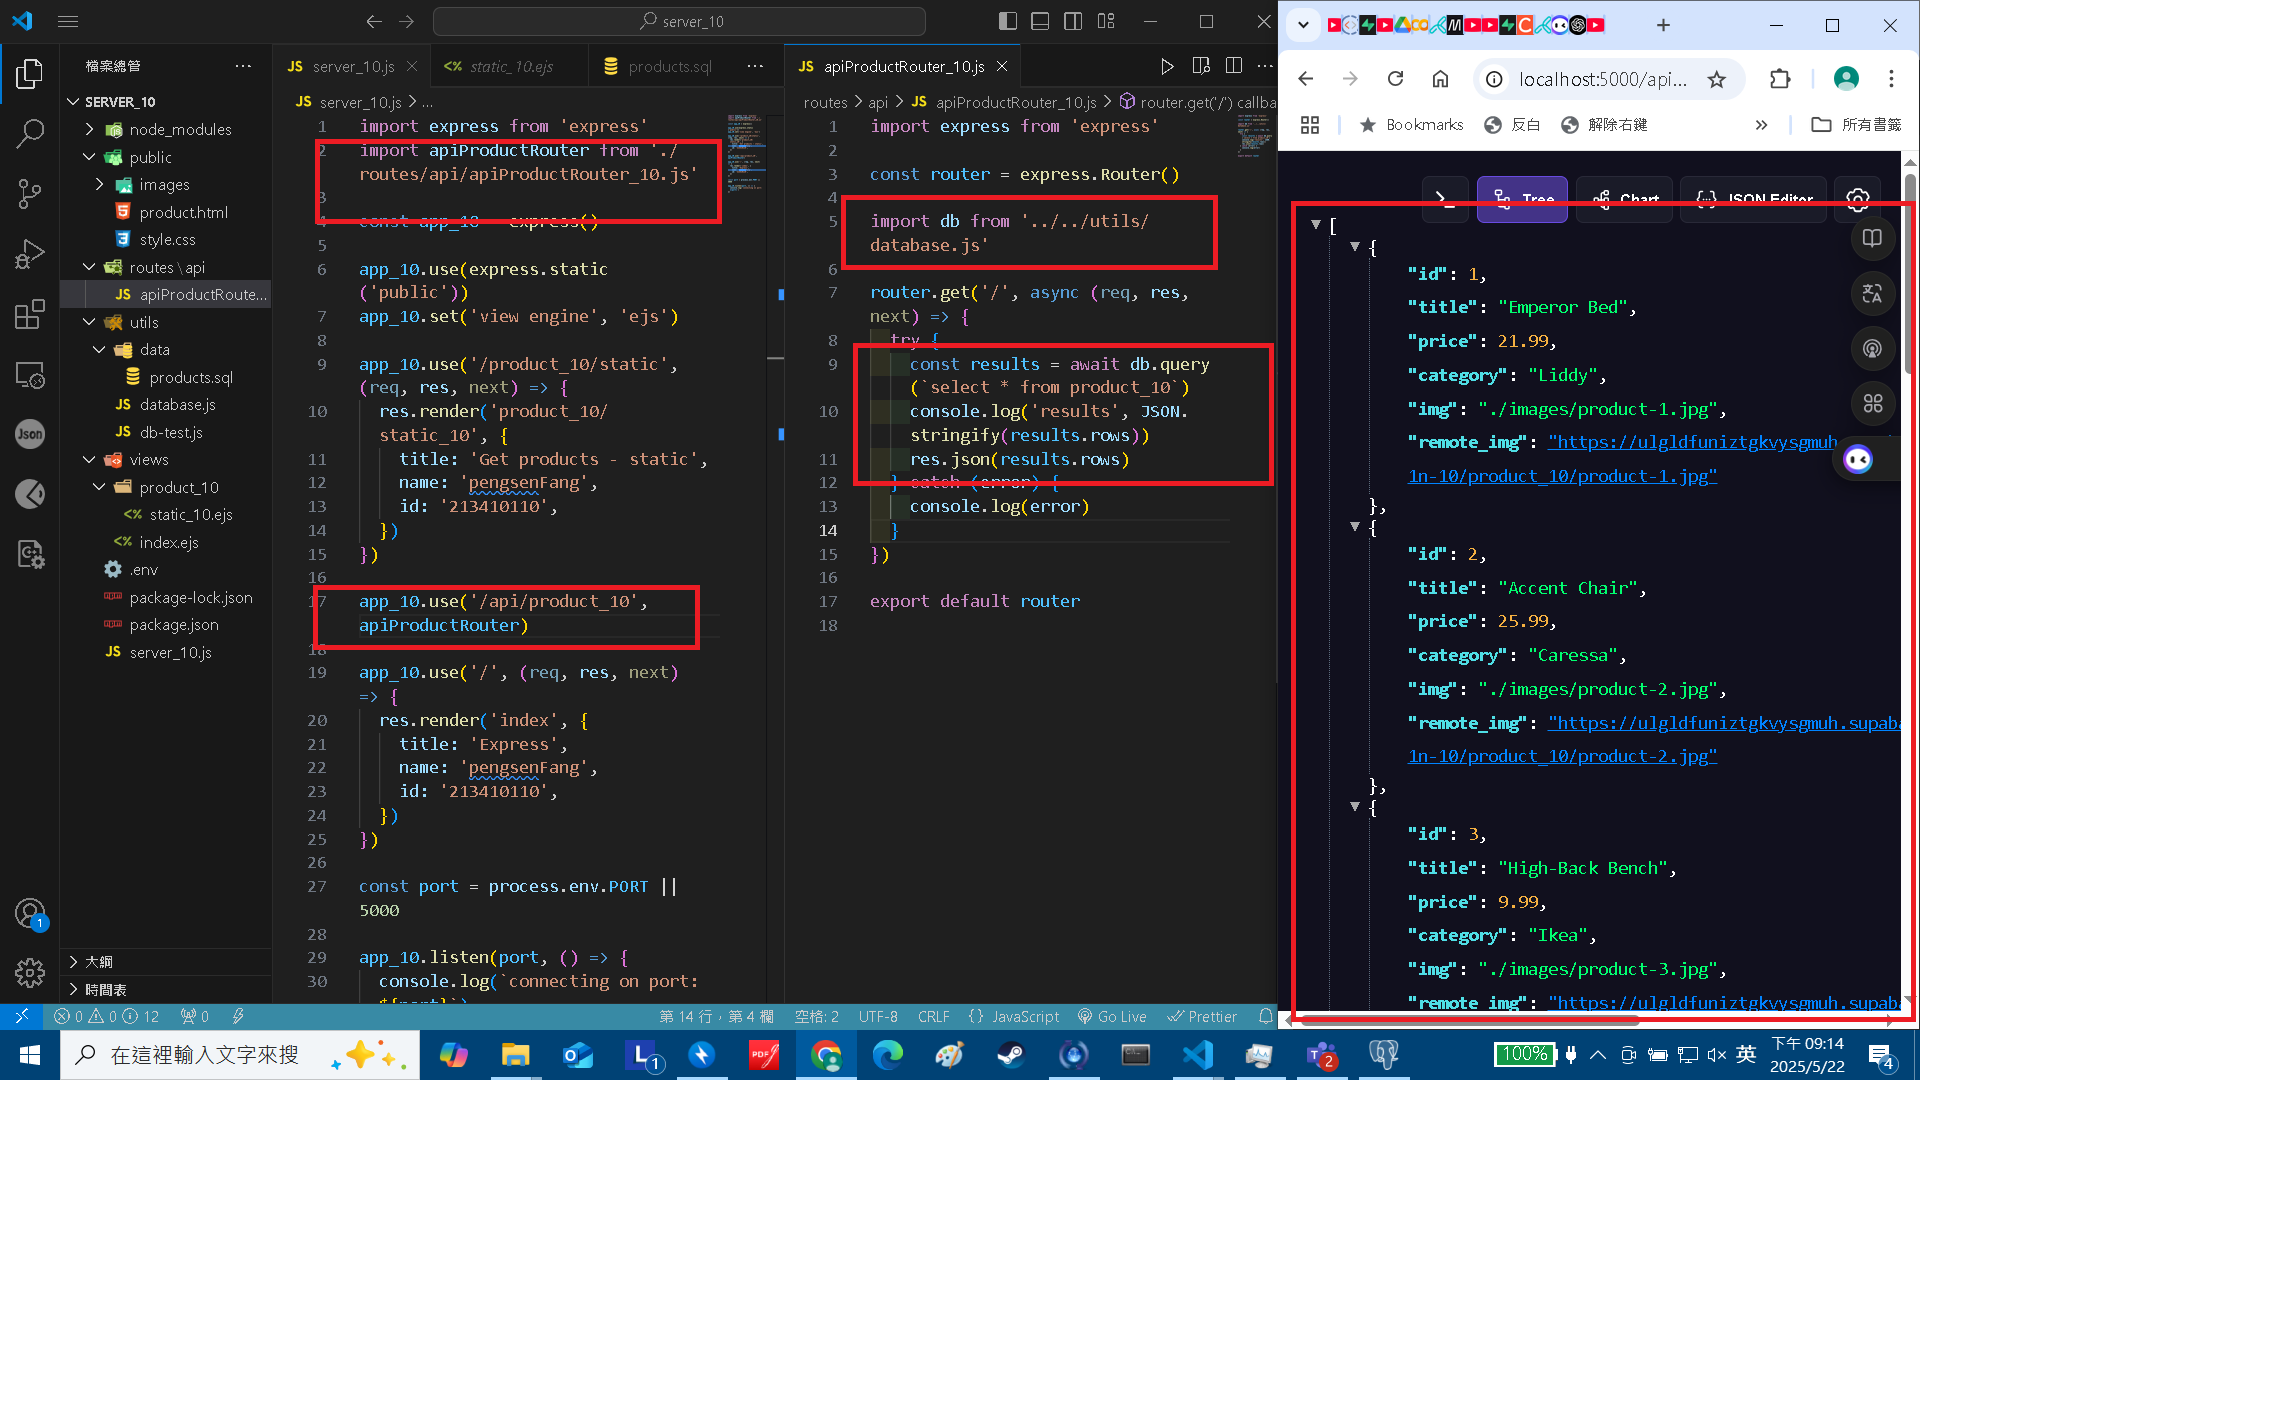 server_10
檔案總管
SERVER_10
node_modules
public
images
product.html
style.css
routes \ api
apiProductRoute...
utils
data
products.sql
database.js
db-test.js
views
product_10
static_10.ejs
index.ejs
.env
package-lock.json
package.json
server_10.js
大綱
時間表
server_10.js
static_10.ejs
products.sql
server_10.js > ...
1 import express from 'express'
2 import apiProductRouter from './
routes/api/apiProductRouter_10.js'
3
4 const app_10 = express()
5
6 app_10.use(express.static
('public'))
7 app_10.set('view engine', 'ejs')
8
9 app_10.use('/product_10/static',
(req, res, next) => {
10 res.render('product_10/
static_10', {
11 title: 'Get products - static',
12 name: 'pengsenFang',
13 id: '213410110',
14 })
15 })
16
17 app_10.use('/api/product_10',
apiProductRouter)
18
19 app_10.use('/', (req, res, next)
=> {
20 res.render('index', {
21 title: 'Express',
22 name: 'pengsenFang',
23 id: '213410110',
24 })
25 })
26
27 const port = process.env.PORT ||
5000
28
29 app_10.listen(port, () => {
30 console.log(`connecting on port:
${port}`)
apiProductRouter_10.js
routes > api > apiProductRouter_10.js > router.get('/') callba
1 import express from 'express'
2
3 const router = express.Router()
4
5 import db from '../../utils/
database.js'
6
7 router.get('/', async (req, res,
next) => {
8 try {
9 const results = await db.query
(`select * from product_10`)
10 console.log('results', JSON.
stringify(results.rows))
11 res.json(results.rows)
12 } catch (error) {
13 console.log(error)
14 }
15 })
16
17 export default router
18
0 0 12 0
第 14 行，第 4 欄 空格: 2 UTF-8 CRLF {} JavaScript Go Live Prettier
localhost:5000/api...
Bookmarks 反白 解除右鍵 » 所有書籤
Tree Chart JSON Editor
[
{
"id": 1,
"title": "Emperor Bed",
"price": 21.99,
"category": "Liddy",
"img": "./images/product-1.jpg",
"remote_img": "https://ulgldfuniztgkvysgmuh
1n-10/product_10/product-1.jpg"
},
{
"id": 2,
"title": "Accent Chair",
"price": 25.99,
"category": "Caressa",
"img": "./images/product-2.jpg",
"remote_img": "https://ulgldfuniztgkvysgmuh.supaba
1n-10/product_10/product-2.jpg"
},
{
"id": 3,
"title": "High-Back Bench",
"price": 9.99,
"category": "Ikea",
"img": "./images/product-3.jpg",
"remote_img": "https://ulgldfuniztgkvysgmuh.supaba
在這裡輸入文字來搜
100%
英
下午 09:14
2025/5/22
4